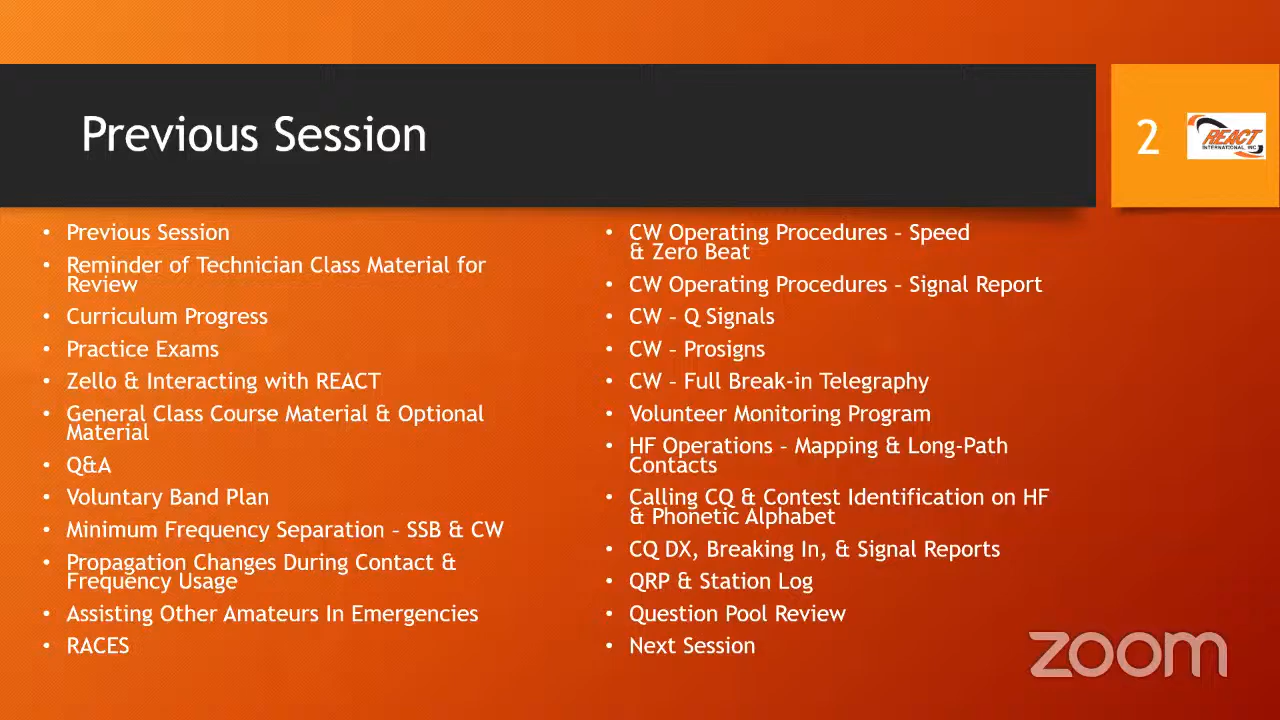 Previous Session
2
REACT
INTERNATIONAL, INC
• Previous Session
• Reminder of Technician Class Material for
Review
• Curriculum Progress
• Practice Exams
• Zello & Interacting with REACT
• General Class Course Material & Optional
Material
• Q&A
• Voluntary Band Plan
• Minimum Frequency Separation – SSB & CW
• Propagation Changes During Contact &
Frequency Usage
• Assisting Other Amateurs In Emergencies
• RACES
• CW Operating Procedures – Speed
& Zero Beat
• CW Operating Procedures – Signal Report
• CW – Q Signals
• CW – Prosigns
• CW – Full Break-in Telegraphy
• Volunteer Monitoring Program
• HF Operations – Mapping & Long-Path
Contacts
• Calling CQ & Contest Identification on HF
& Phonetic Alphabet
• CQ DX, Breaking In, & Signal Reports
• QRP & Station Log
• Question Pool Review
• Next Session
zoom